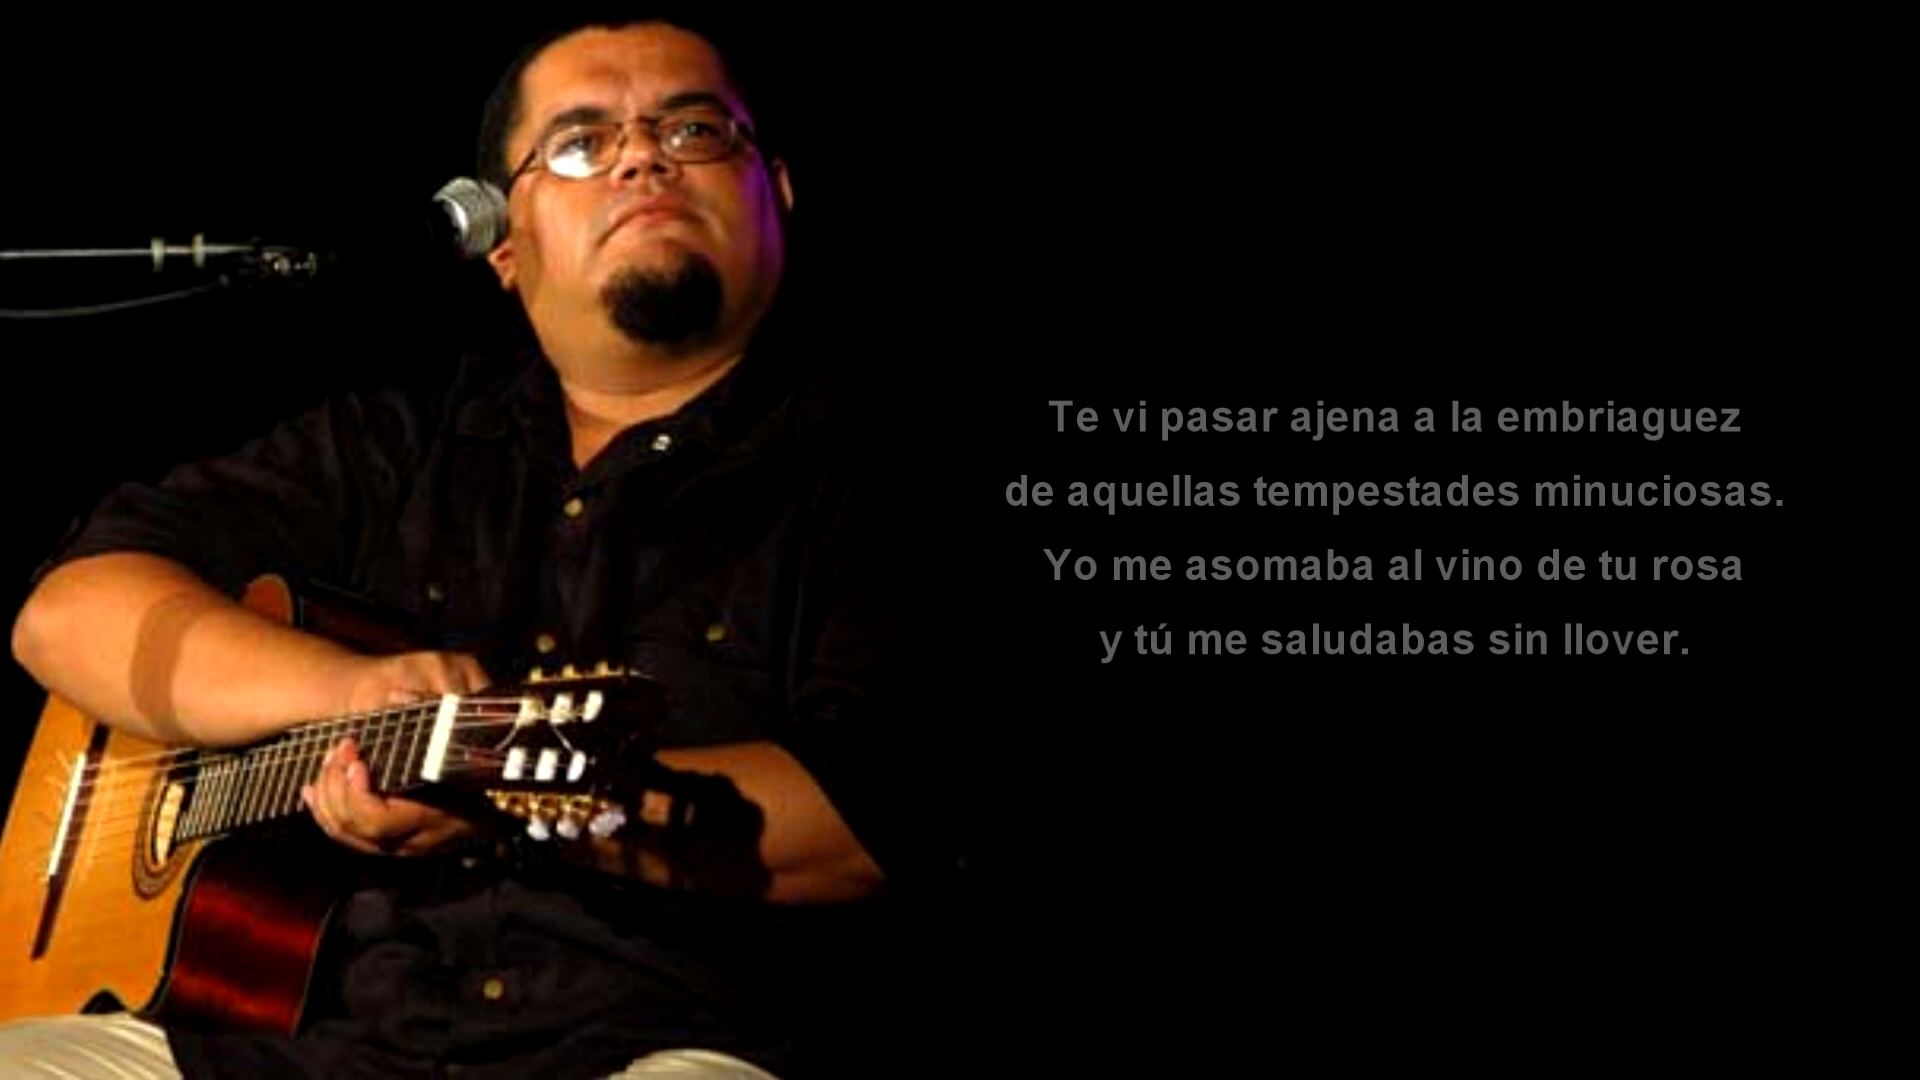 Te vi pasar ajena a la embriaguez
de aquellas tempestades minuciosas.
Yo me asomaba al vino de tu rosa
y tú me saludabas sin llover.